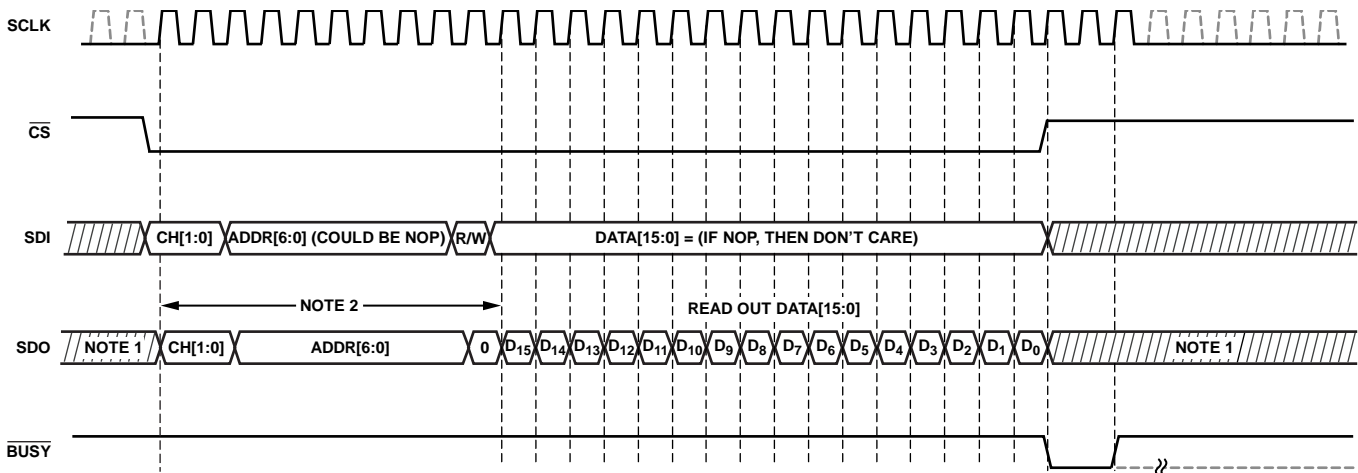 SCLK
CS
SDI CH[1:0] ADDR[6:0] (COULD BE NOP) R/W DATA[15:0] = (IF NOP, THEN DON'T CARE)
NOTE 2 READ OUT DATA[15:0]
SDO NOTE 1 CH[1:0] ADDR[6:0] 0 D15 D14 D13 D12 D11 D10 D9 D8 D7 D6 D5 D4 D3 D2 D1 D0 NOTE 1
BUSY